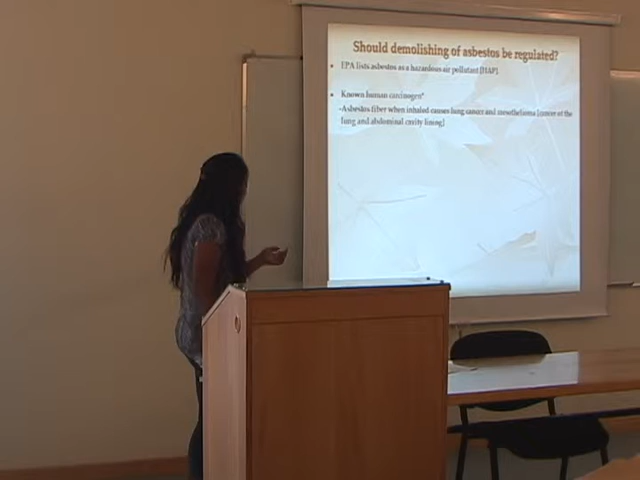 Should demolishing of asbestos be regulated?
• EPA lists asbestos as a hazardous air pollutant [HAP].
• Known human carcinogen*
-Asbestos fiber when inhaled causes lung cancer and mesothelioma [cancer of the
lung and abdominal cavity lining]